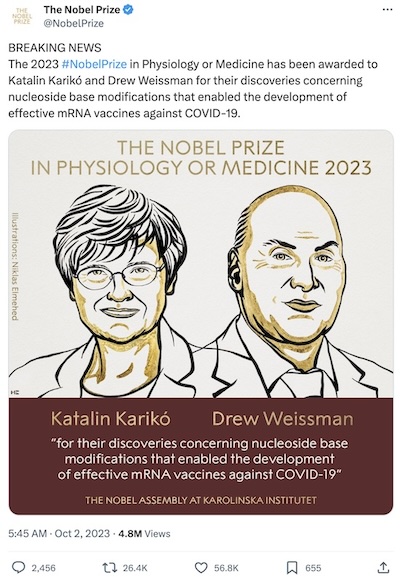 THE NOBEL PRIZE
The Nobel Prize
@NobelPrize
BREAKING NEWS
The 2023 #NobelPrize in Physiology or Medicine has been awarded to
Katalin Karikó and Drew Weissman for their discoveries concerning
nucleoside base modifications that enabled the development of
effective mRNA vaccines against COVID-19.
THE NOBEL PRIZE
IN PHYSIOLOGY OR MEDICINE 2023
Illustrations: Niklas Elmehed
Katalin Karikó Drew Weissman
"for their discoveries concerning nucleoside base
modifications that enabled the development
of effective mRNA vaccines against COVID-19"
THE NOBEL ASSEMBLY AT KAROLINSKA INSTITUTET
5:45 AM · Oct 2, 2023 · 4.8M Views
2,456 26.4K 56.8K 655